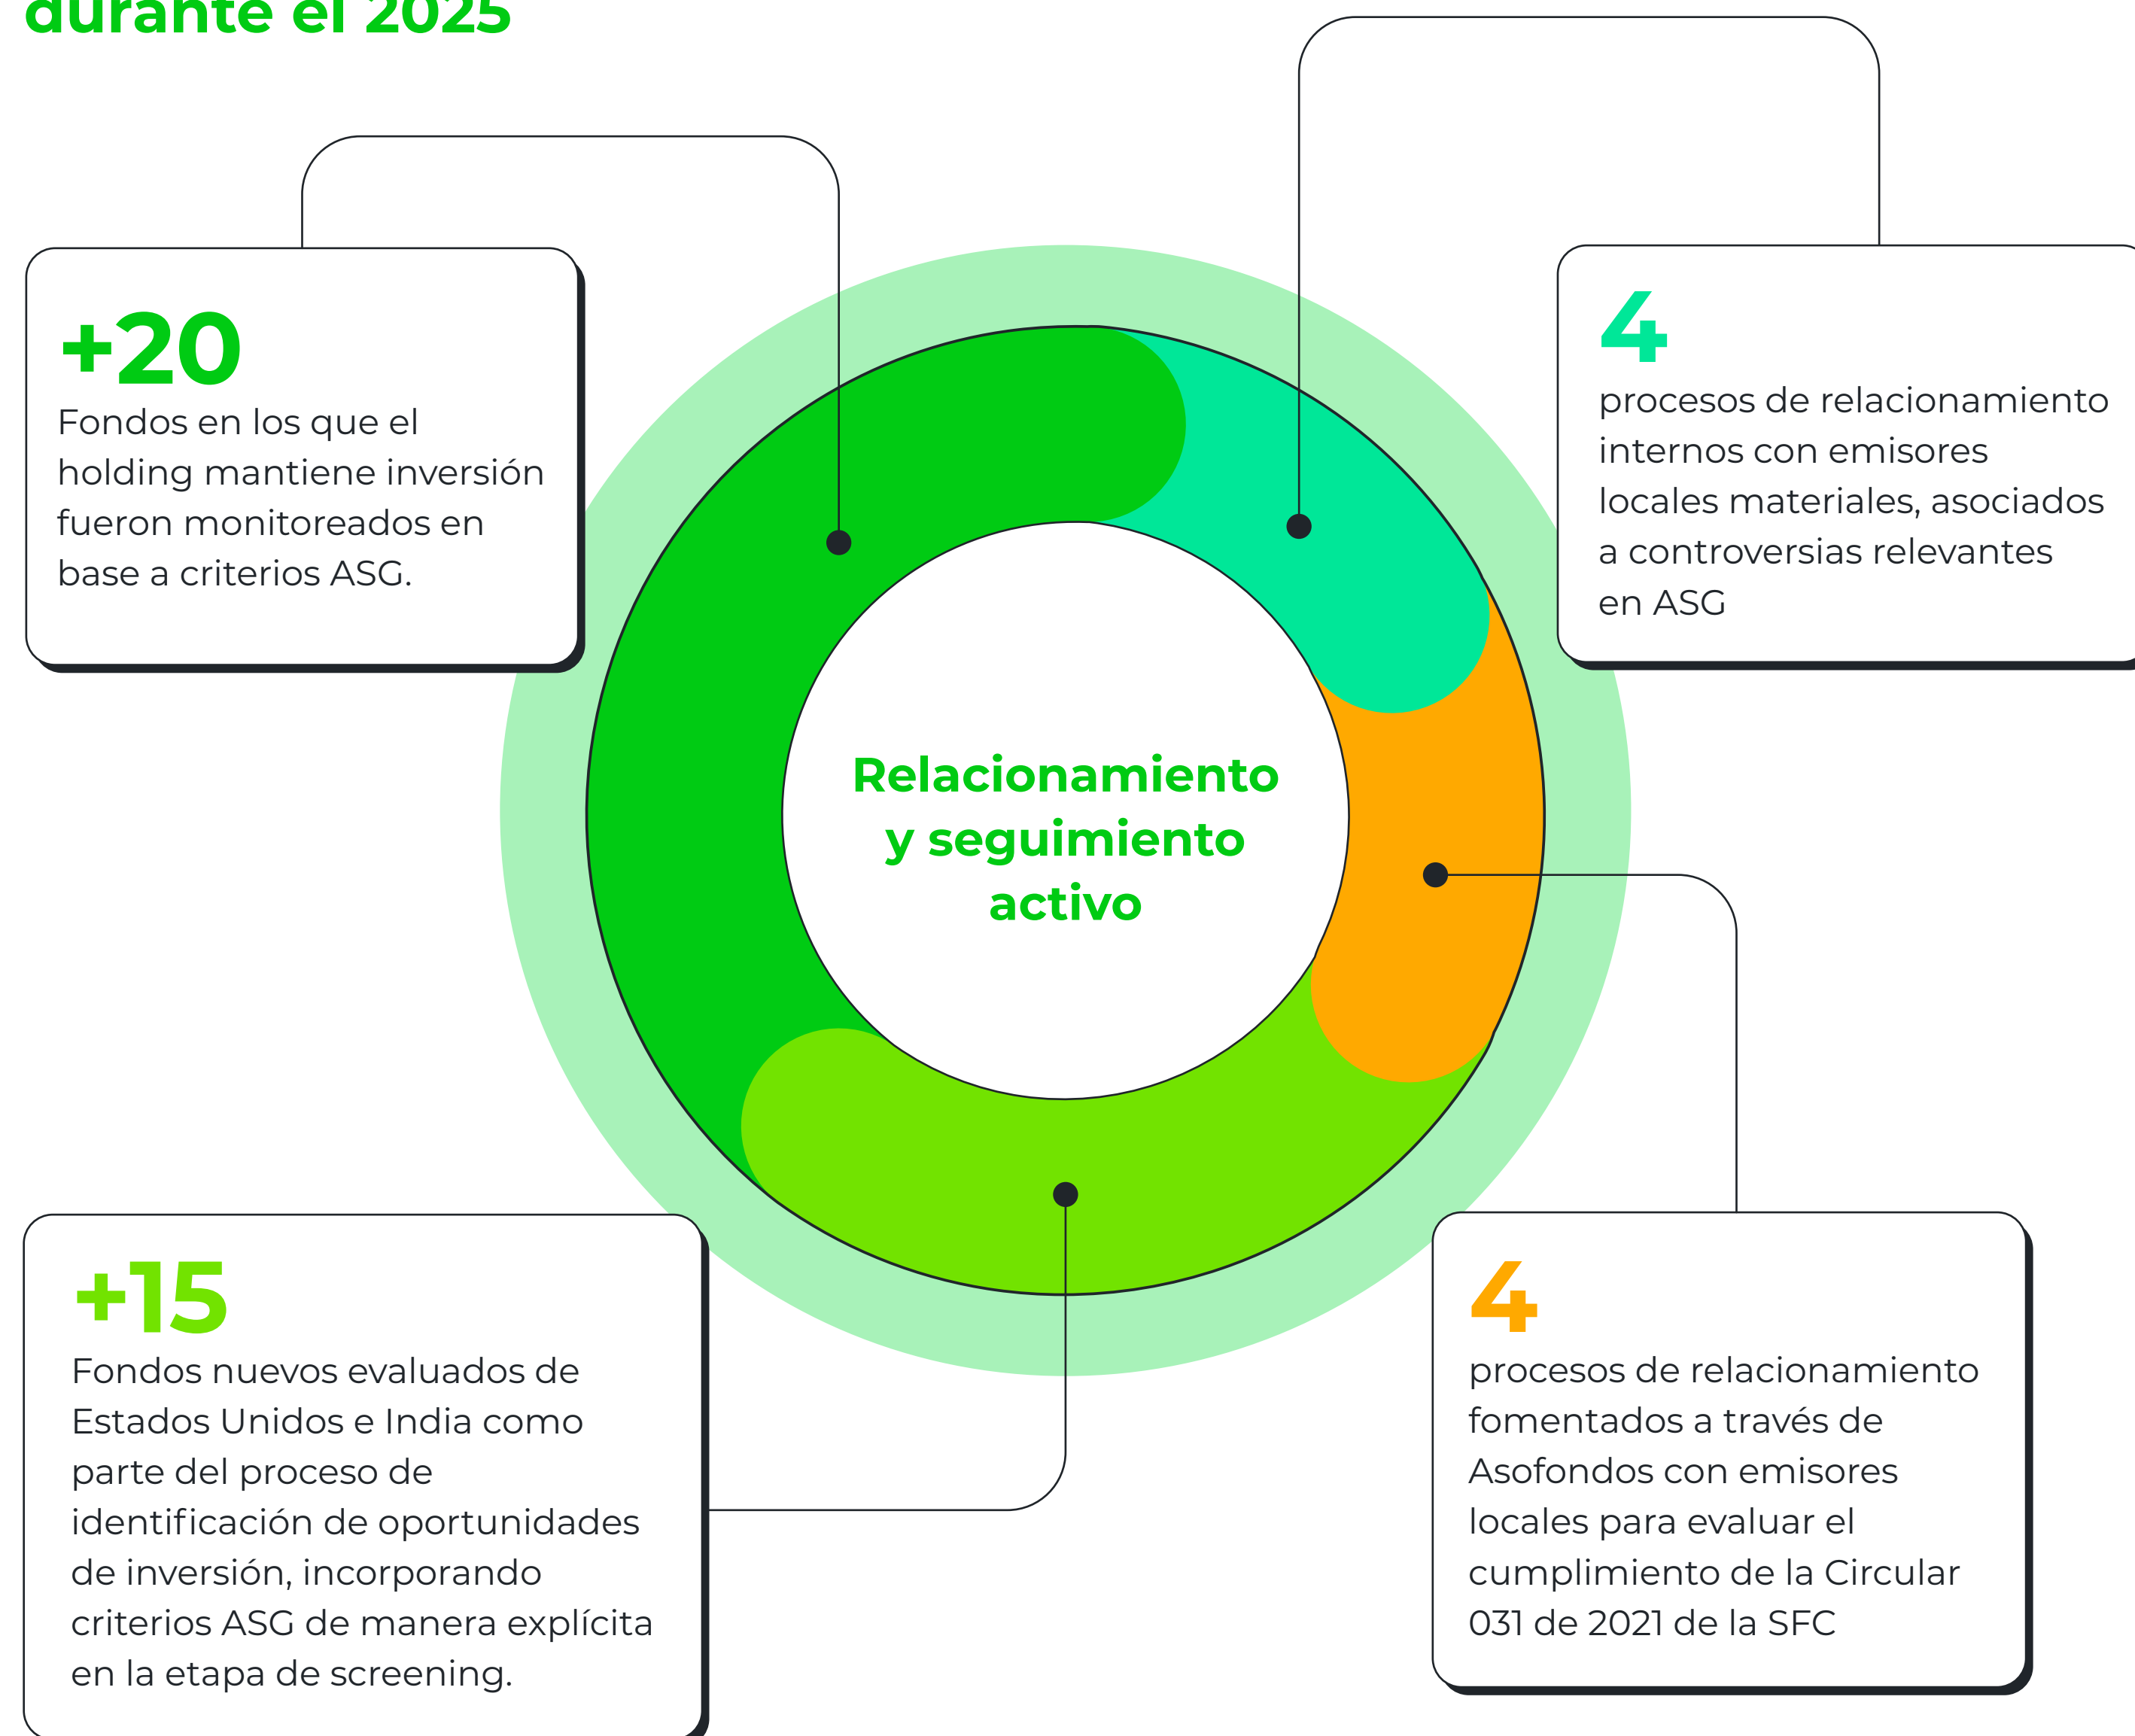 durante el 2025
+20
Fondos en los que el
holding mantiene inversión
fueron monitoreados en
base a criterios ASG.
4
procesos de relacionamiento
internos con emisores
locales materiales, asociados
a controversias relevantes
en ASG
Relacionamiento
y seguimiento
activo
+15
Fondos nuevos evaluados de
Estados Unidos e India como
parte del proceso de
identificación de oportunidades
de inversión, incorporando
criterios ASG de manera explícita
en la etapa de screening.
4
procesos de relacionamiento
fomentados a través de
Asofondos con emisores
locales para evaluar el
cumplimiento de la Circular
031 de 2021 de la SFC